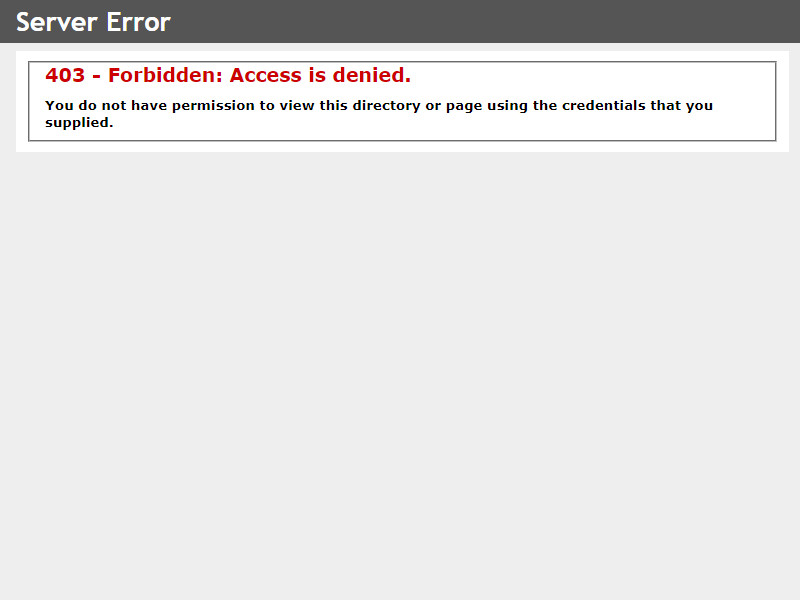 Server Error
403 - Forbidden: Access is denied.
You do not have permission to view this directory or page using the credentials that you
supplied.